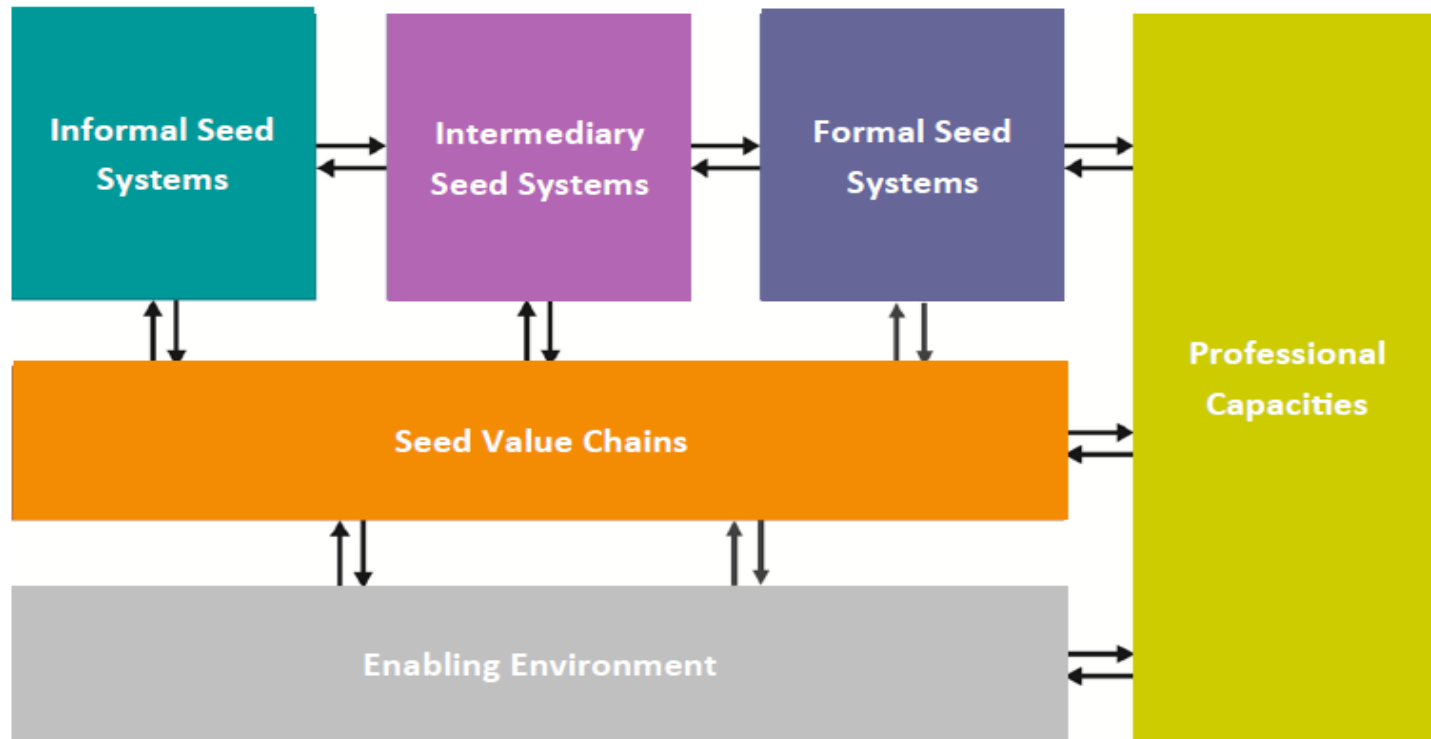 Informal Seed
Systems
Intermediary
Seed Systems
Formal Seed
Systems
Professional
Capacities
Seed Value Chains
Enabling Environment